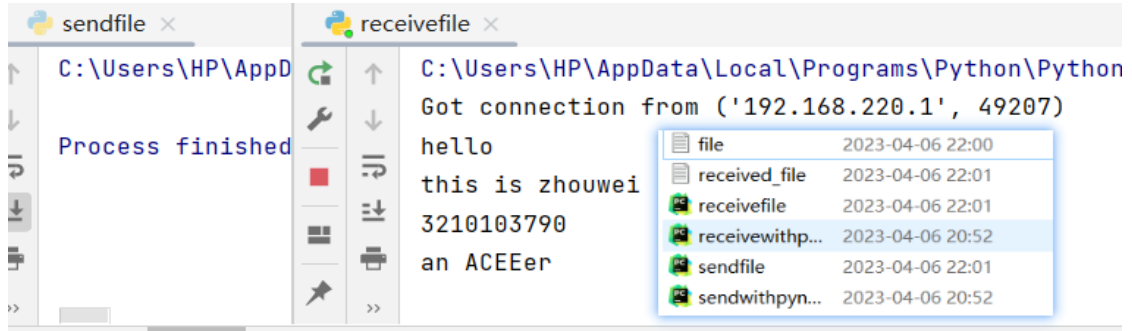 sendfile
receivefile
C:\Users\HP\AppD
Process finished
C:\Users\HP\AppData\Local\Programs\Python\Python
Got connection from ('192.168.220.1', 49207)
hello
this is zhouwei
3210103790
an ACEEer
file 2023-04-06 22:00
received_file 2023-04-06 22:01
receivefile 2023-04-06 22:01
receivewithp... 2023-04-06 20:52
sendfile 2023-04-06 22:01
sendwithpyn... 2023-04-06 20:52